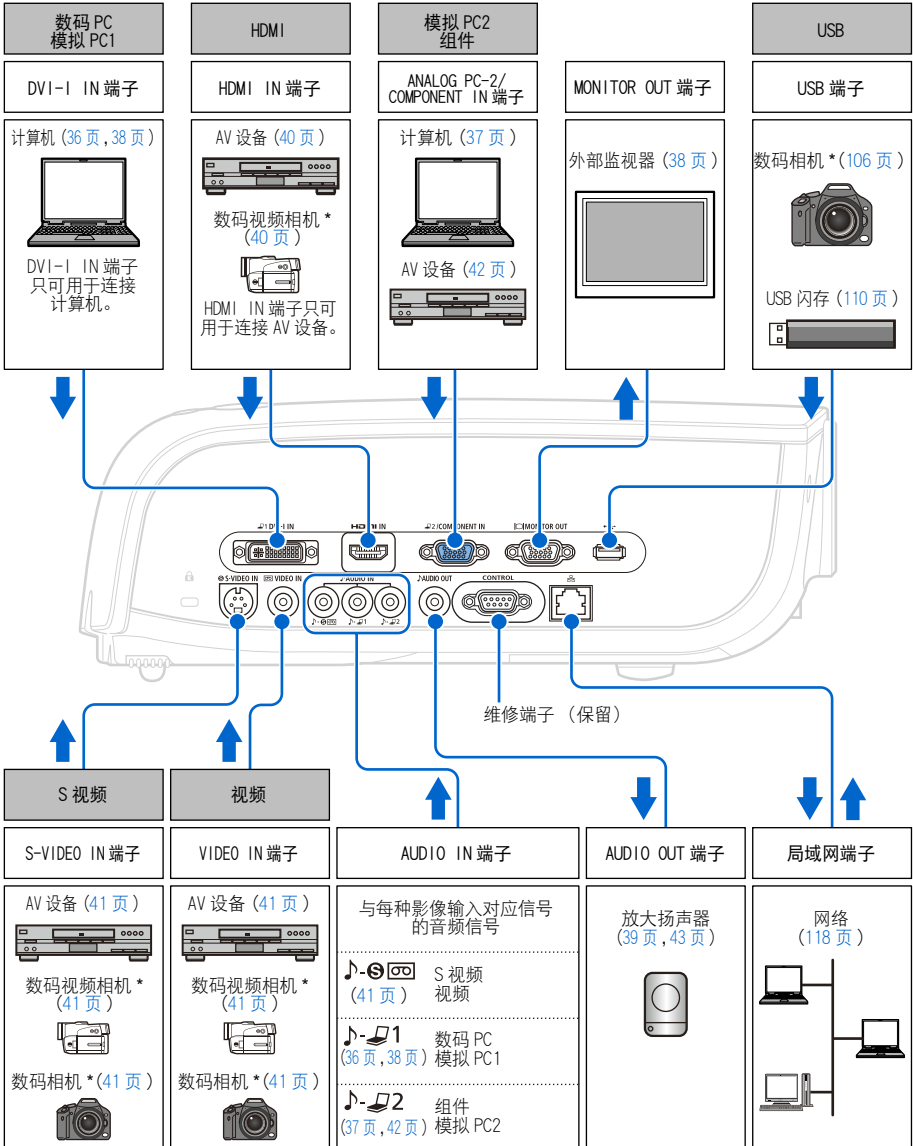 数码 PC
模拟 PC1
HDMI
模拟 PC2
组件
USB
DVI-I IN 端子
HDMI IN 端子
ANALOG PC-2/
COMPONENT IN 端子
MONITOR OUT 端子
USB 端子
计算机 (36 页,38 页)
DVI-I IN 端子
只可用于连接
计算机。
AV 设备 (40 页)
数码视频相机 *
(40 页)
HDMI IN 端子只可
用于连接 AV 设备。
计算机 (37 页)
AV 设备 (42 页)
外部监视器 (38 页)
数码相机 *(106 页)
USB 闪存 (110 页)
1 DVI-I IN
HDMI IN
2/COMPONENT IN
MONITOR OUT
S-VIDEO IN
VIDEO IN
♪AUDIO IN
♪AUDIO OUT
CONTROL
♪-S
♪-1
♪-2
维修端子 (保留)
S 视频
视频
S-VIDEO IN 端子
VIDEO IN 端子
AUDIO IN 端子
AUDIO OUT 端子
局域网端子
AV 设备 (41 页)
数码视频相机 *
(41 页)
数码相机 *(41 页)
AV 设备 (41 页)
数码视频相机 *
(41 页)
数码相机 *(41 页)
与每种影像输入对应信号
的音频信号
♪-S
(41 页)
S 视频
视频
♪-1
(36 页,38 页)
数码 PC
模拟 PC1
♪-2
(37 页,42 页)
组件
模拟 PC2
放大扬声器
(39 页,43 页)
网络
(118 页)